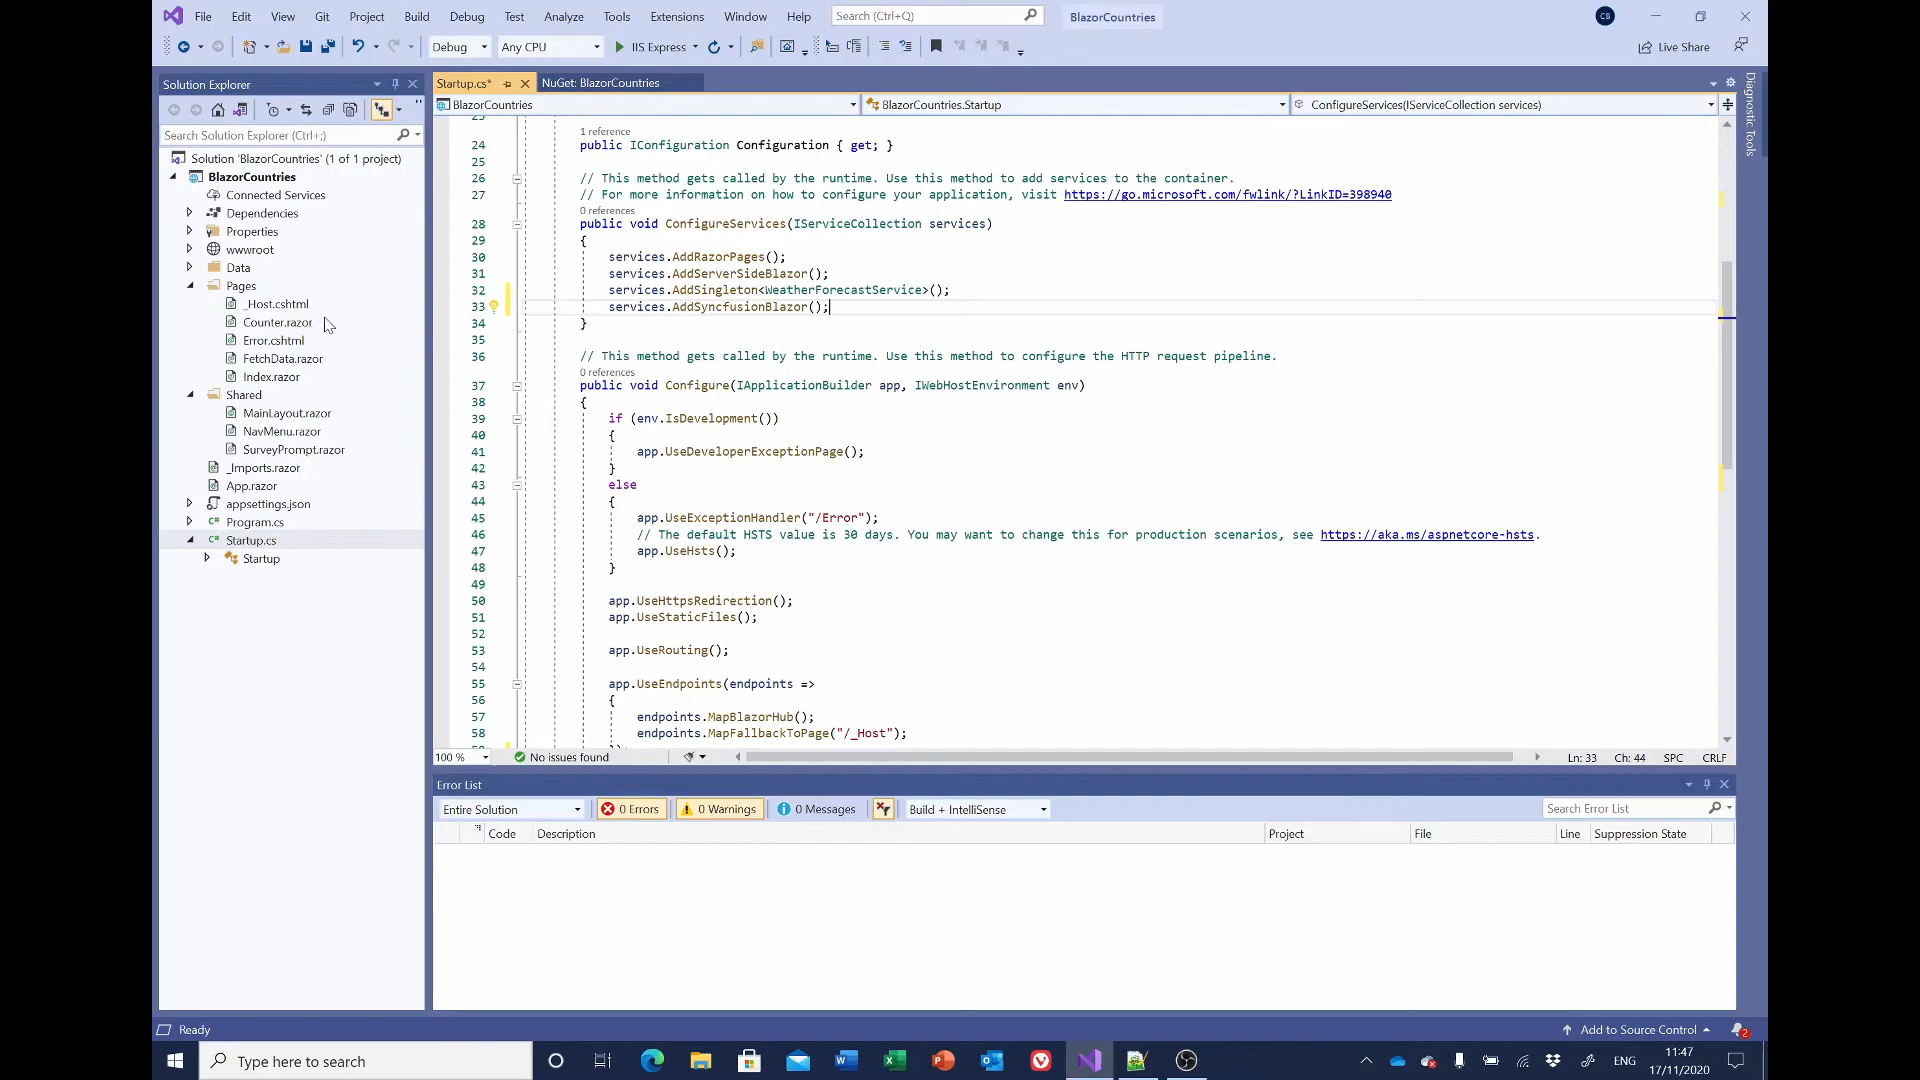 File Edit View Git Project Build Debug Test Analyze Tools Extensions Window Help Search (Ctrl+Q) BlazorCountries CB
Debug Any CPU IIS Express Live Share
Solution Explorer
Search Solution Explorer (Ctrl+;)
Solution 'BlazorCountries' (1 of 1 project)
BlazorCountries
Connected Services
Dependencies
Properties
wwwroot
Data
Pages
_Host.cshtml
Counter.razor
Error.cshtml
FetchData.razor
Index.razor
Shared
MainLayout.razor
NavMenu.razor
SurveyPrompt.razor
_Imports.razor
App.razor
appsettings.json
Program.cs
Startup.cs
Startup
Startup.cs* NuGet: BlazorCountries
BlazorCountries BlazorCountries.Startup ConfigureServices(IServiceCollection services)
23
1 reference
24 public IConfiguration Configuration { get; }
25
26 // This method gets called by the runtime. Use this method to add services to the container.
27 // For more information on how to configure your application, visit https://go.microsoft.com/fwlink/?LinkID=398940
0 references
28 public void ConfigureServices(IServiceCollection services)
29 {
30 services.AddRazorPages();
31 services.AddServerSideBlazor();
32 services.AddSingleton<WeatherForecastService>();
33 services.AddSyncfusionBlazor();
34 }
35
36 // This method gets called by the runtime. Use this method to configure the HTTP request pipeline.
0 references
37 public void Configure(IApplicationBuilder app, IWebHostEnvironment env)
38 {
39 if (env.IsDevelopment())
40 {
41 app.UseDeveloperExceptionPage();
42 }
43 else
44 {
45 app.UseExceptionHandler("/Error");
46 // The default HSTS value is 30 days. You may want to change this for production scenarios, see https://aka.ms/aspnetcore-hsts.
47 app.UseHsts();
48 }
49
50 app.UseHttpsRedirection();
51 app.UseStaticFiles();
52
53 app.UseRouting();
54
55 app.UseEndpoints(endpoints =>
56 {
57 endpoints.MapBlazorHub();
58 endpoints.MapFallbackToPage("/_Host");
100 % No issues found Ln: 33 Ch: 44 SPC CRLF
Error List
Entire Solution 0 Errors 0 Warnings 0 Messages Build + IntelliSense Search Error List
Code Description Project File Line Suppression State
Diagnostic Tools
Ready Add to Source Control 2
Type here to search ENG 11:47
17/11/2020